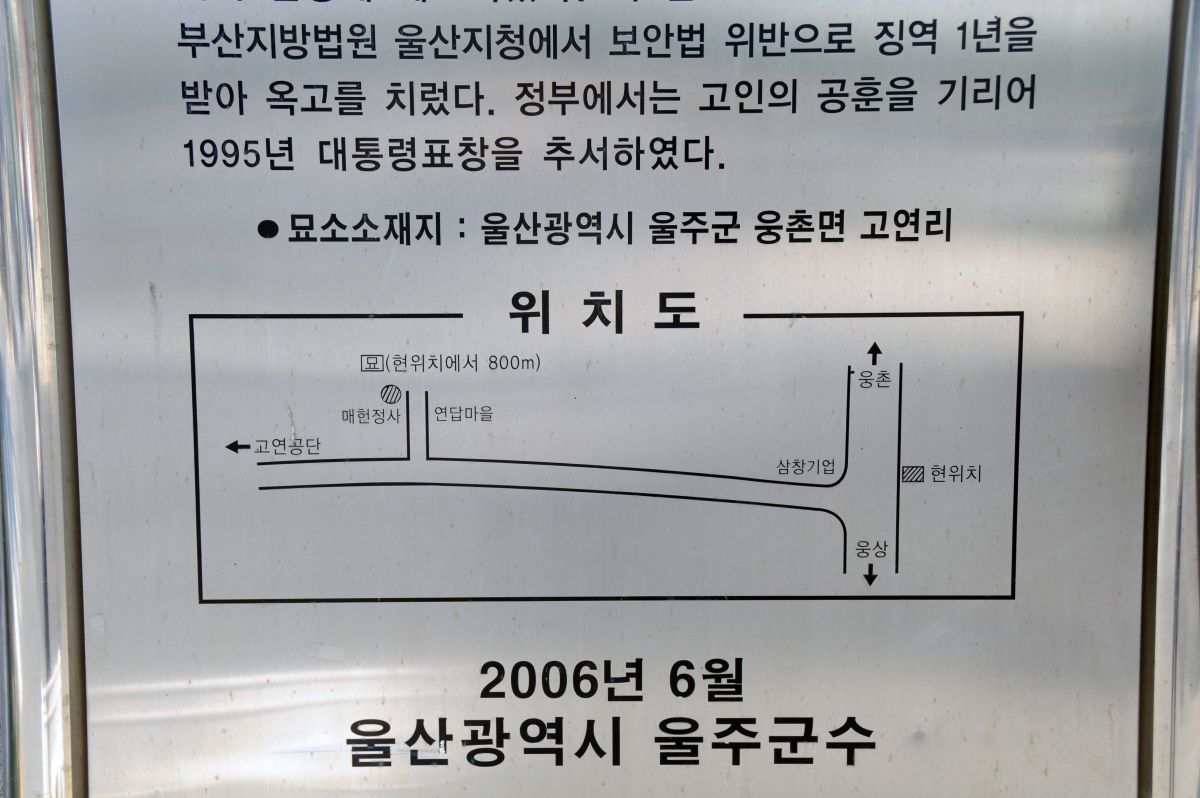 부산지방법원 울산지청에서 보안법 위반으로 징역 1년을
받아 옥고를 치렀다. 정부에서는 고인의 공훈을 기리어
1995년 대통령표창을 추서하였다.
● 묘소소재지 : 울산광역시 울주군 웅촌면 고연리
위 치 도
묘(현위치에서 800m)
매헌정사
연답마을
← 고연공단
↑
웅촌
삼창기업
현위치
웅상
↓
2006년 6월
울산광역시 울주군수